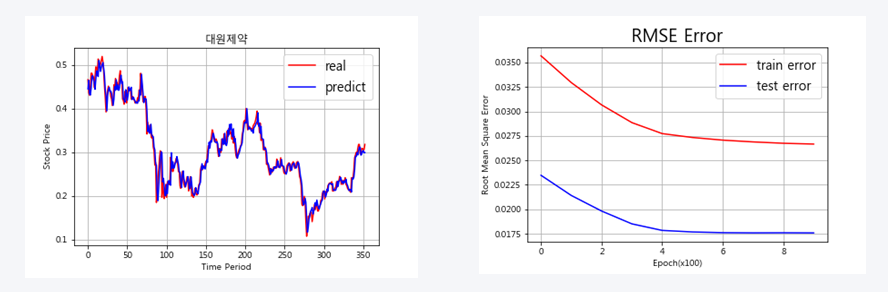 대원제약
real
predict
Stock Price
0.5
0.4
0.3
0.2
0.1
0 50 100 150 200 250 300 350
Time Period
RMSE Error
train error
test error
Root Mean Square Error
0.0350
0.0325
0.0300
0.0275
0.0250
0.0225
0.0200
0.0175
0 2 4 6 8
Epoch(x100)